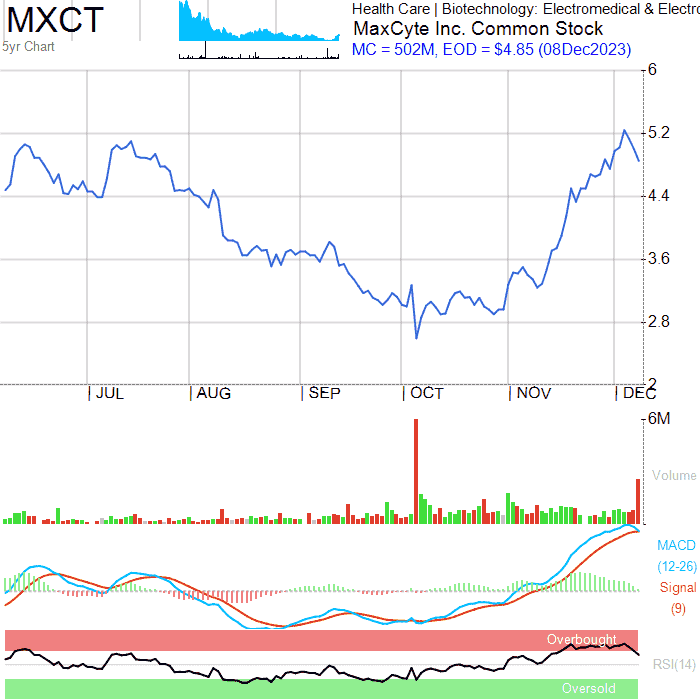 MXCT
5yr Chart
Health Care | Biotechnology: Electromedical & Electro
MaxCyte Inc. Common Stock
MC = 502M, EOD = $4.85 (08Dec2023)
6
5.2
4.4
3.6
2.8
2
JUL AUG SEP OCT NOV DEC
6M
Volume
MACD
(12-26)
Signal
(9)
Overbought
RSI(14)
Oversold